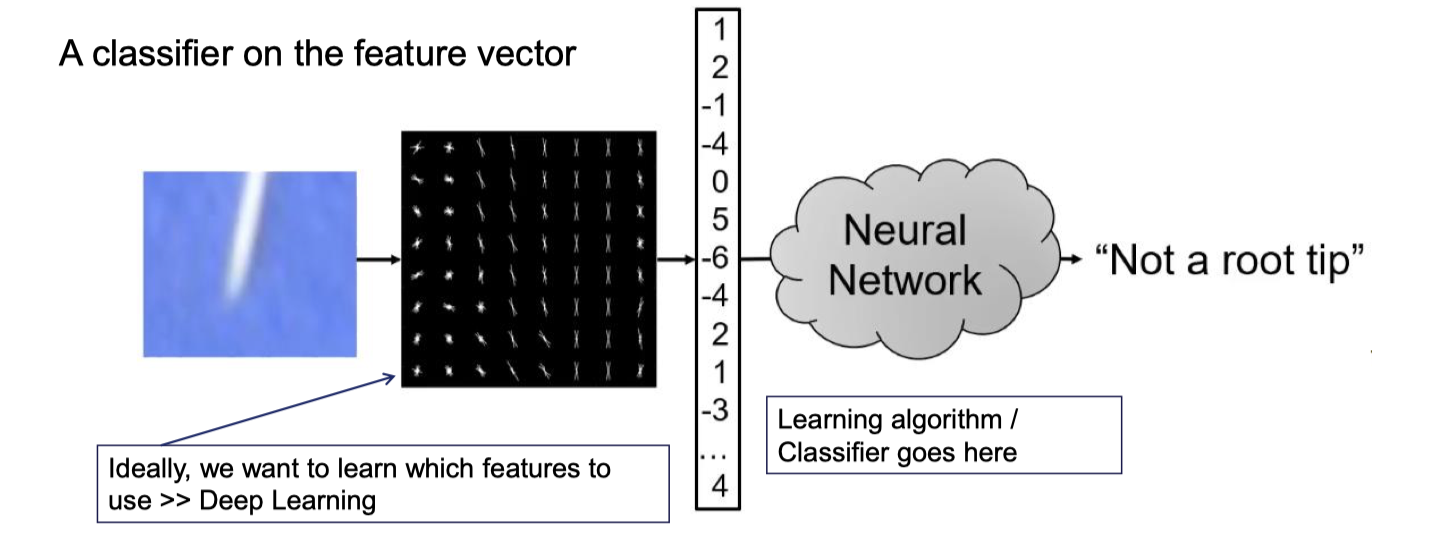 A classifier on the feature vector
1
2
-1
-4
0
5
-6
-4
2
1
-3
...
4
Neural
Network
“Not a root tip”
Ideally, we want to learn which features to
use >> Deep Learning
Learning algorithm /
Classifier goes here